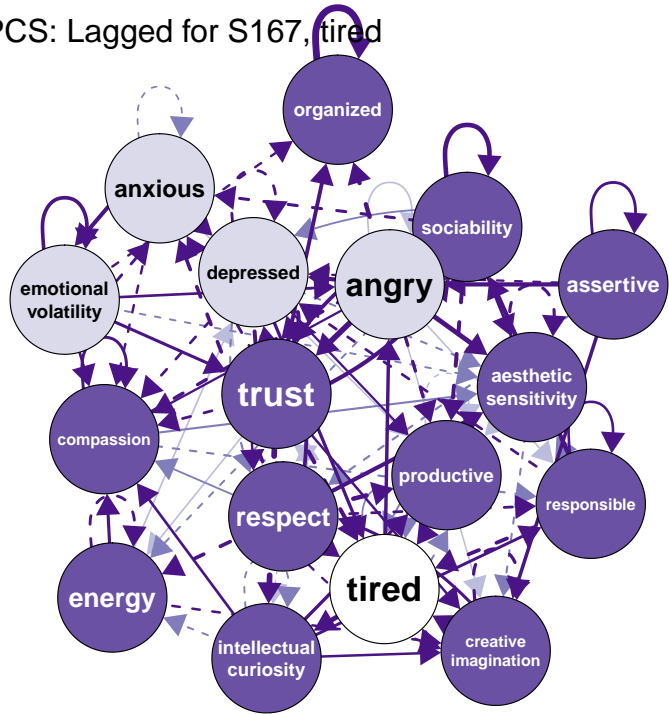 PCS: Lagged for S167, tired
organized
anxious
sociability
depressed
angry
emotional
volatility
assertive
trust
aesthetic
sensitivity
compassion
productive
responsible
respect
tired
energy
intellectual
curiosity
creative
imagination